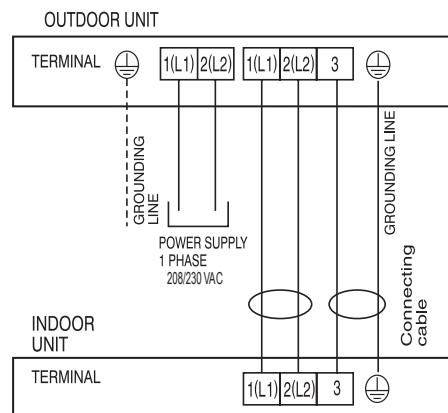 OUTDOOR UNIT
TERMINAL
1(L1) 2(L2) 1(L1) 2(L2) 3
GROUNDING
LINE
GROUNDING LINE
POWER SUPPLY
1 PHASE
208/230 VAC
Connecting
cable
INDOOR
UNIT
TERMINAL
1(L1) 2(L2) 3